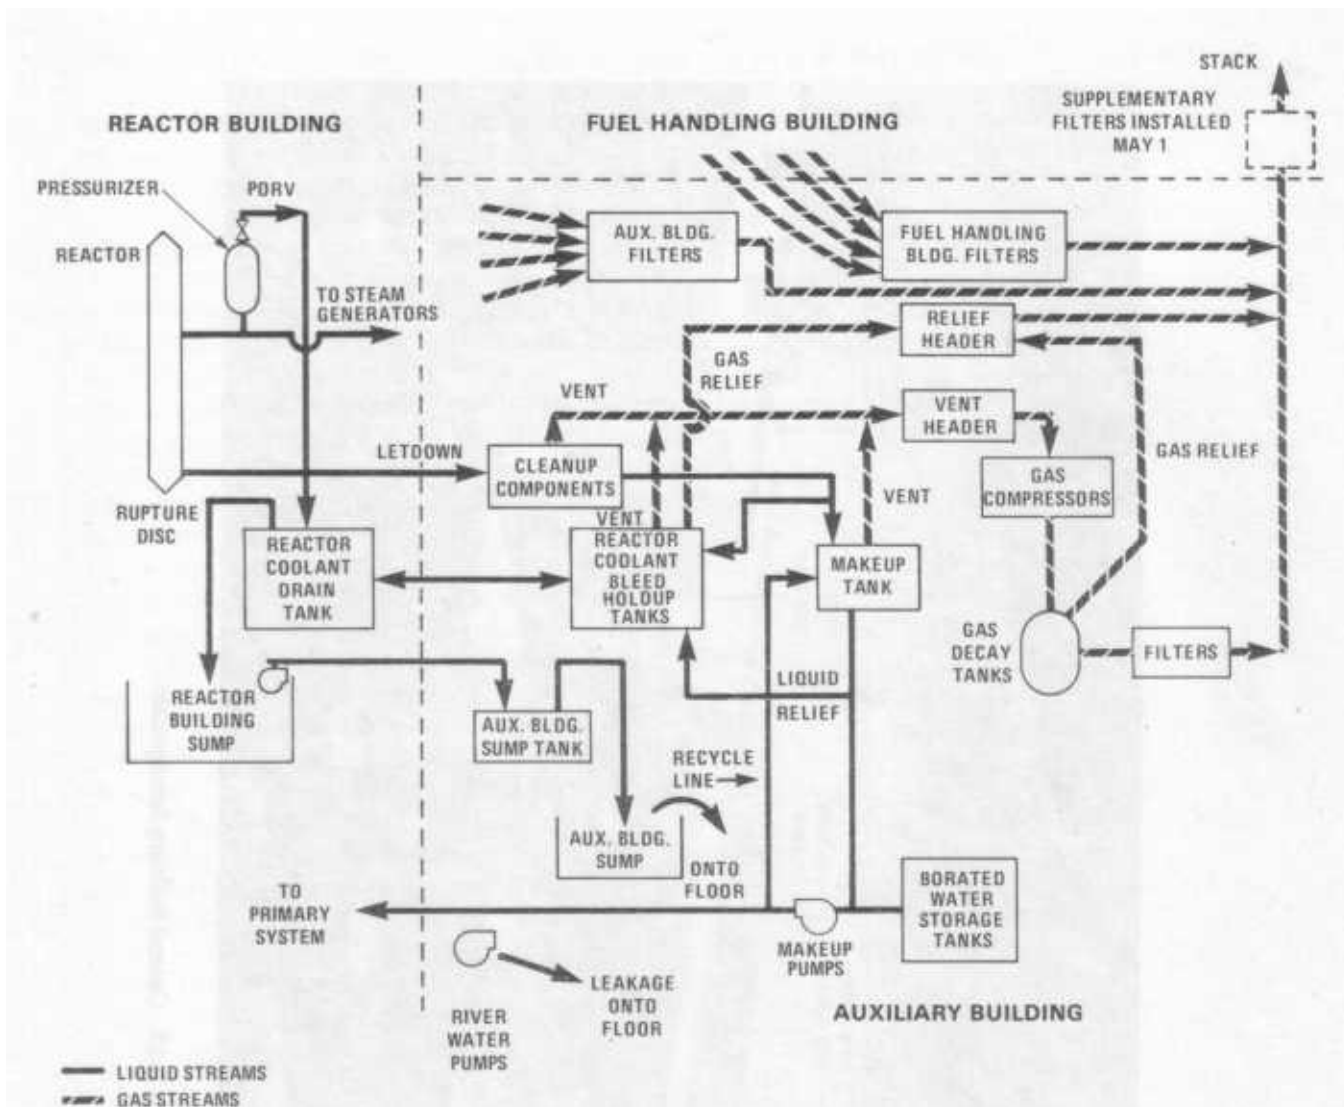 STACK
SUPPLEMENTARY
FILTERS INSTALLED
MAY 1
REACTOR BUILDING
FUEL HANDLING BUILDING
PRESSURIZER
PORV
REACTOR
TO STEAM
GENERATORS
AUX. BLDG.
FILTERS
FUEL HANDLING
BLDG. FILTERS
RELIEF
HEADER
GAS
RELIEF
VENT
VENT
HEADER
GAS RELIEF
LETDOWN
CLEANUP
COMPONENTS
GAS
COMPRESSORS
VENT
RUPTURE
DISC
REACTOR
COOLANT
DRAIN
TANK
VENT
REACTOR
COOLANT
BLEED
HOLDUP
TANKS
MAKEUP
TANK
GAS
DECAY
TANKS
FILTERS
LIQUID
RELIEF
REACTOR
BUILDING
SUMP
AUX. BLDG.
SUMP TANK
RECYCLE
LINE
AUX. BLDG.
SUMP
ONTO
FLOOR
BORATED
WATER
STORAGE
TANKS
TO
PRIMARY
SYSTEM
MAKEUP
PUMPS
LEAKAGE
ONTO
FLOOR
RIVER
WATER
PUMPS
AUXILIARY BUILDING
LIQUID STREAMS
GAS STREAMS